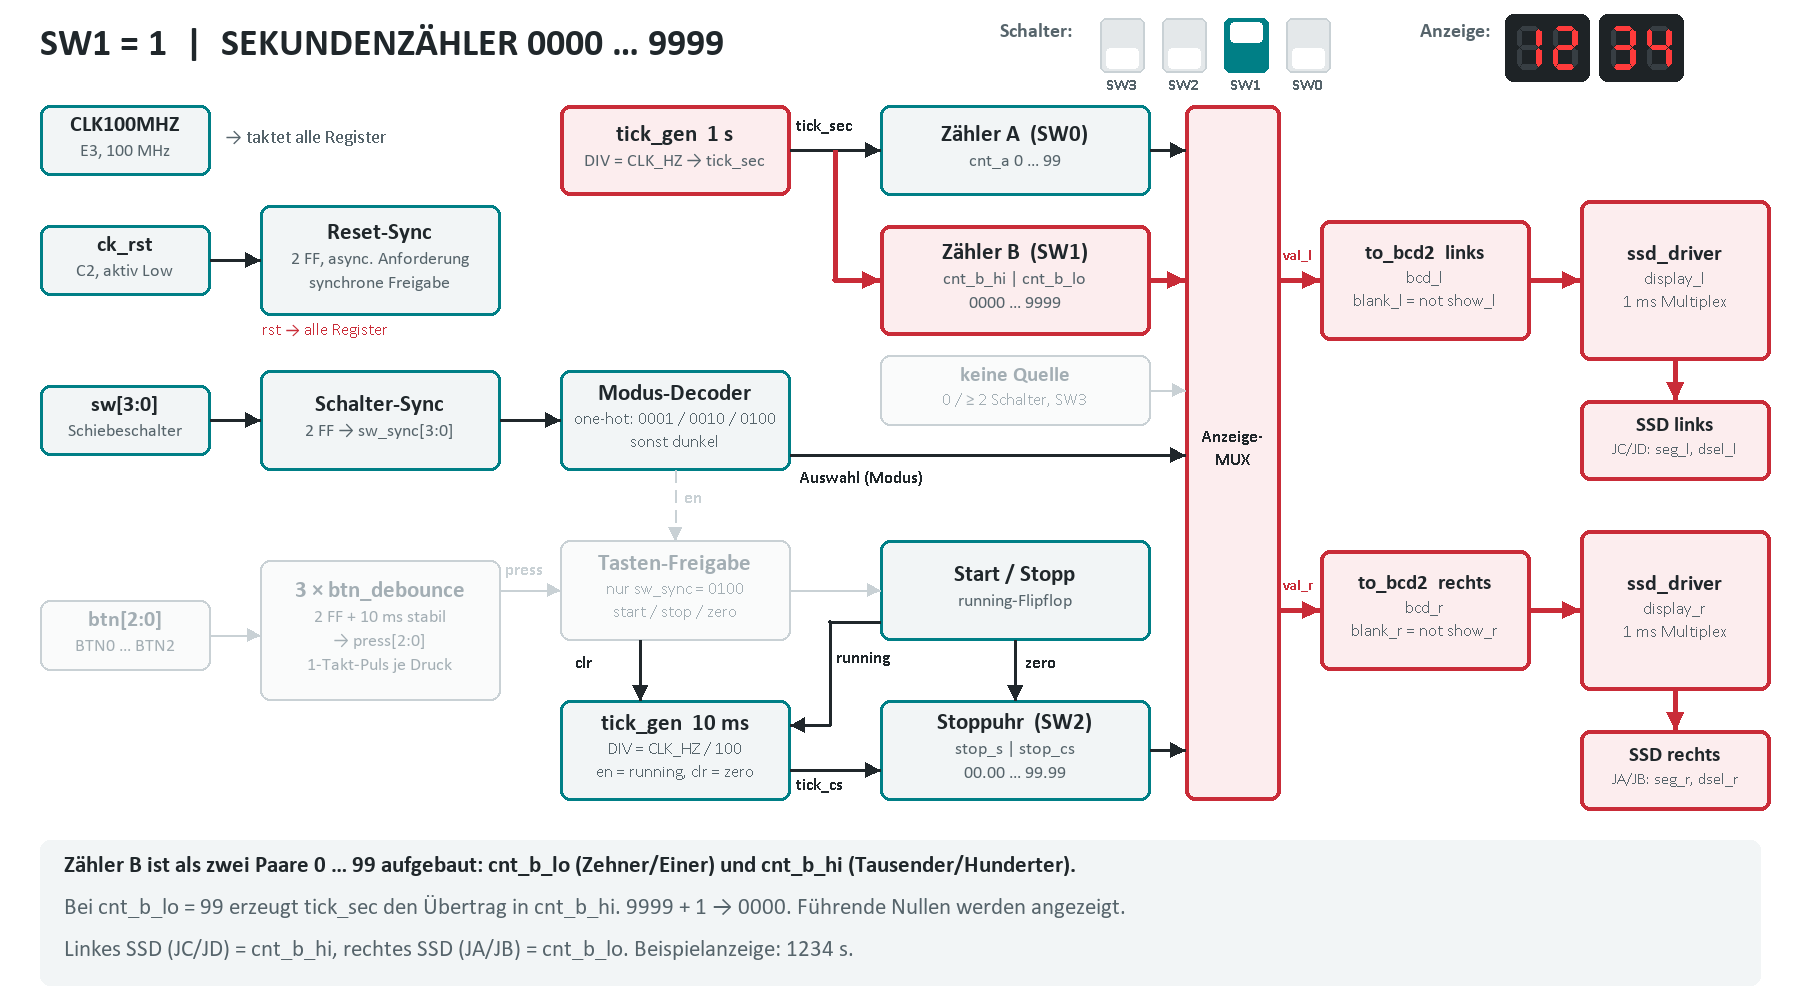 SW1 = 1 | SEKUNDENZÄHLER 0000 ... 9999
Schalter:
SW3
SW2
SW1
SW0
Anzeige:
12 34
CLK100MHZ
E3, 100 MHz
→ taktet alle Register
tick_gen 1 s
DIV = CLK_HZ → tick_sec
tick_sec
Zähler A (SW0)
cnt_a 0 ... 99
ck_rst
C2, aktiv Low
Reset-Sync
2 FF, async. Anforderung
synchrone Freigabe
rst → alle Register
Zähler B (SW1)
cnt_b_hi | cnt_b_lo
0000 ... 9999
val_l
to_bcd2 links
bcd_l
blank_l = not show_l
ssd_driver
display_l
1 ms Multiplex
keine Quelle
0 / ≥ 2 Schalter, SW3
sw[3:0]
Schiebeschalter
Schalter-Sync
2 FF → sw_sync[3:0]
Modus-Decoder
one-hot: 0001 / 0010 / 0100
sonst dunkel
Auswahl (Modus)
Anzeige-
MUX
SSD links
JC/JD: seg_l, dsel_l
en
btn[2:0]
BTN0 ... BTN2
3 × btn_debounce
2 FF + 10 ms stabil
→ press[2:0]
1-Takt-Puls je Druck
press
Tasten-Freigabe
nur sw_sync = 0100
start / stop / zero
Start / Stopp
running-Flipflop
val_r
to_bcd2 rechts
bcd_r
blank_r = not show_r
ssd_driver
display_r
1 ms Multiplex
clr
running
zero
tick_gen 10 ms
DIV = CLK_HZ / 100
en = running, clr = zero
tick_cs
Stoppuhr (SW2)
stop_s | stop_cs
00.00 ... 99.99
SSD rechts
JA/JB: seg_r, dsel_r
Zähler B ist als zwei Paare 0 ... 99 aufgebaut: cnt_b_lo (Zehner/Einer) und cnt_b_hi (Tausender/Hunderter).
Bei cnt_b_lo = 99 erzeugt tick_sec den Übertrag in cnt_b_hi. 9999 + 1 → 0000. Führende Nullen werden angezeigt.
Linkes SSD (JC/JD) = cnt_b_hi, rechtes SSD (JA/JB) = cnt_b_lo. Beispielanzeige: 1234 s.